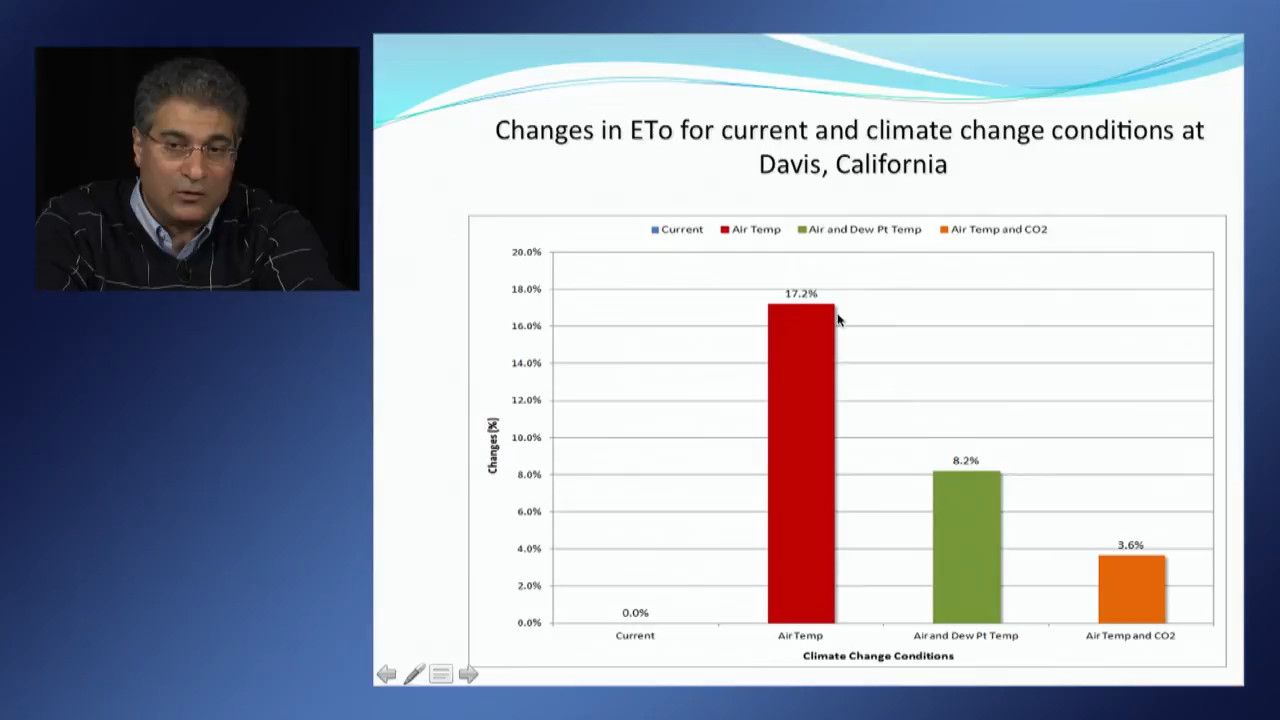 Changes in ETo for current and climate change conditions at
Davis, California
Current Air Temp Air and Dew Pt Temp Air Temp and CO2
20.0%
18.0%
16.0%
14.0%
12.0%
10.0%
8.0%
6.0%
4.0%
2.0%
0.0%
Changes [%]
0.0%
17.2%
8.2%
3.6%
Current Air Temp Air and Dew Pt Temp Air Temp and CO2
Climate Change Conditions